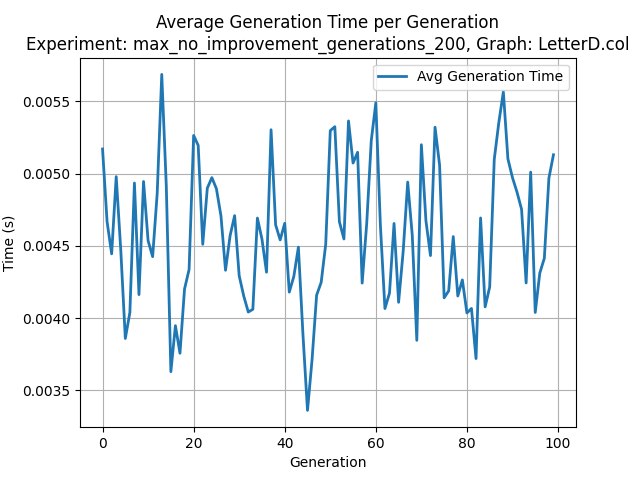 Average Generation Time per Generation
Experiment: max_no_improvement_generations_200, Graph: LetterD.col
Avg Generation Time
0.0055
0.0050
0.0045
0.0040
0.0035
Time (s)
0 20 40 60 80 100
Generation